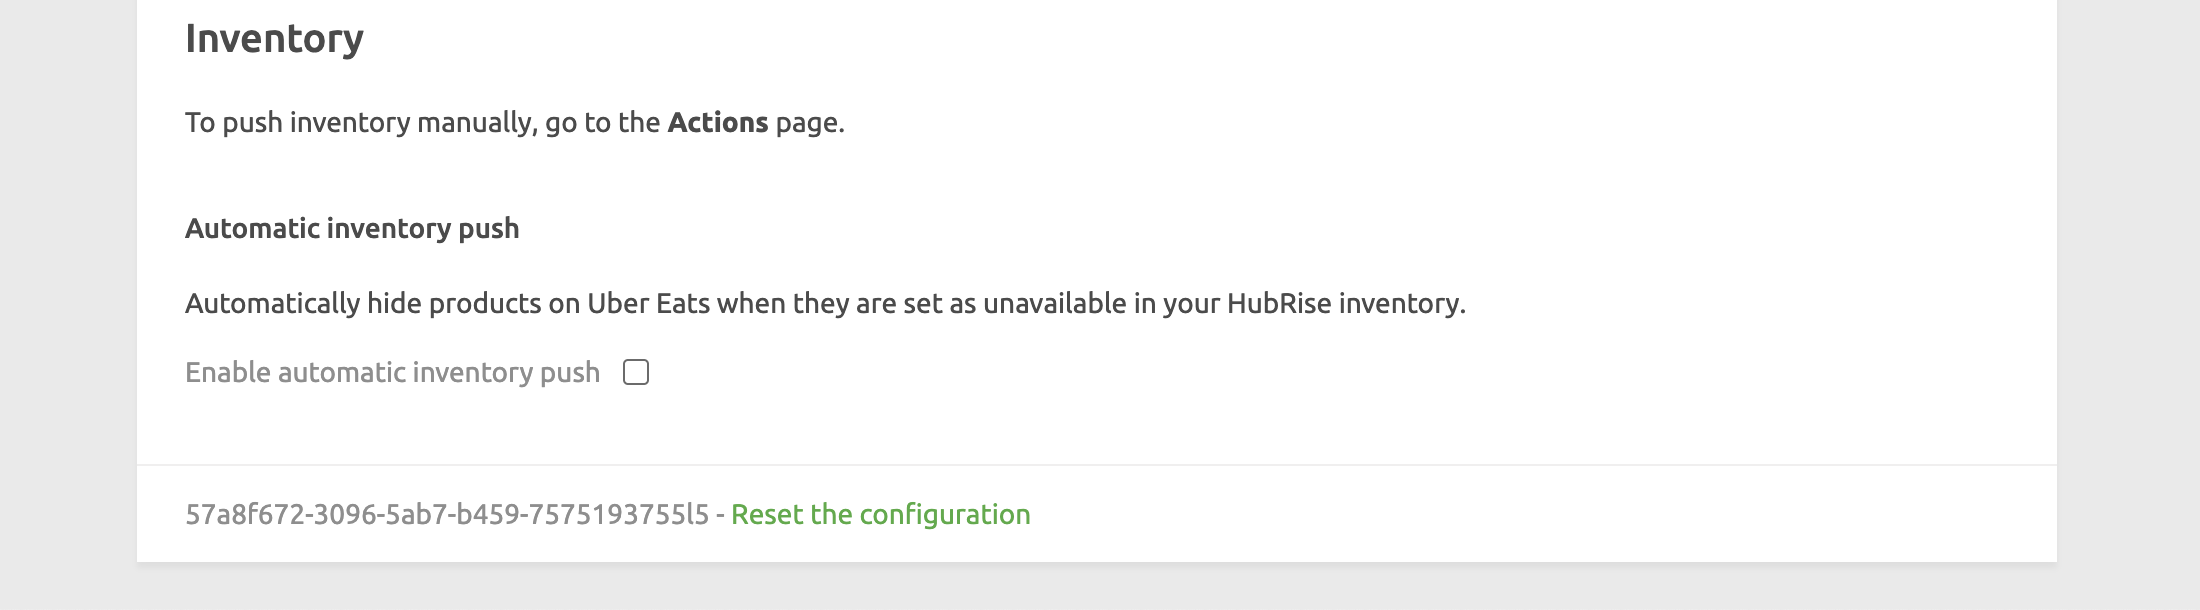 Inventory
To push inventory manually, go to the Actions page.
Automatic inventory push
Automatically hide products on Uber Eats when they are set as unavailable in your HubRise inventory.
Enable automatic inventory push
57a8f672-3096-5ab7-b459-7575193755l5 - Reset the configuration